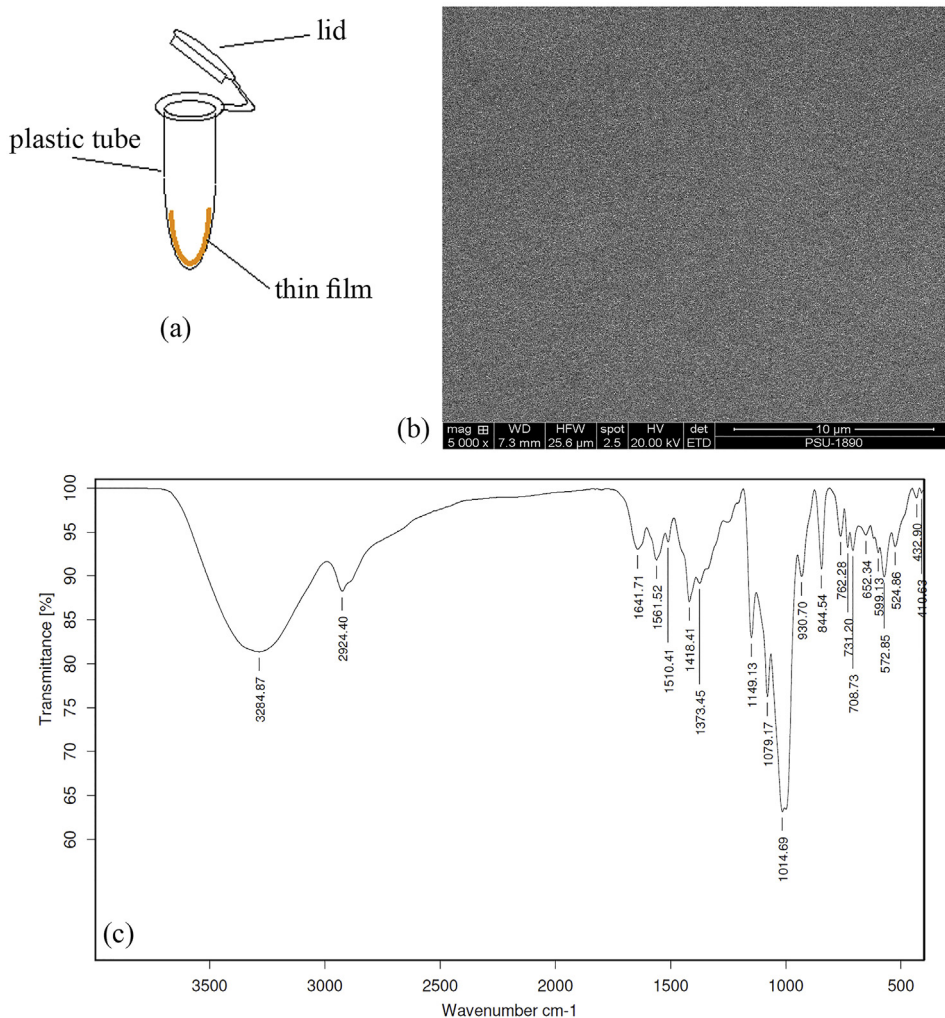 lid
plastic tube
thin film
(a)
(b)
mag WD HFW spot HV det 10 µm
5 000 x 7.3 mm 25.6 µm 2.5 20.00 kV ETD PSU-1890
100
95
90
85
80
75
70
65
60
Transmittance [%]
3284.87
2924.40
1641.71
1561.52
1510.41
1418.41
1373.45
1149.13
1079.17
1014.69
930.70
844.54
762.28
731.20
708.73
652.34
599.13
572.85
524.86
432.90
410.63
(c)
3500 3000 2500 2000 1500 1000 500
Wavenumber cm-1